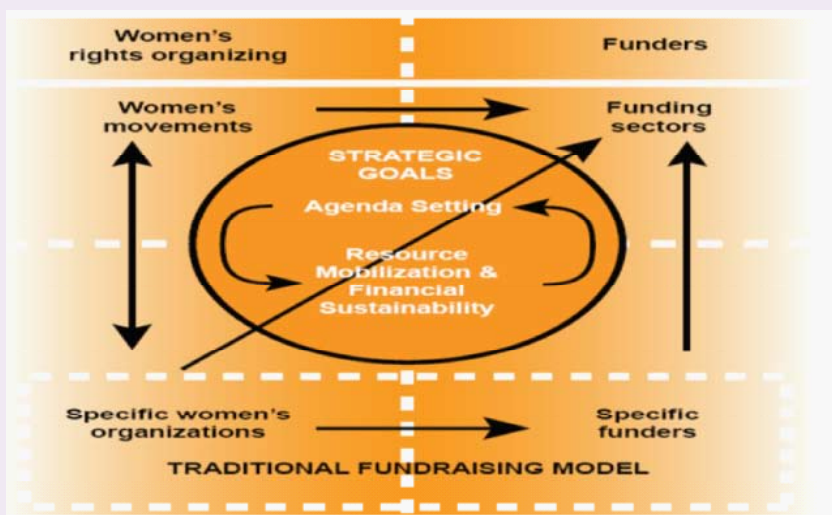 Women's
rights organizing
Funders
Women's
movements
Funding
sectors
STRATEGIC
GOALS
Agenda Setting
Resource
Mobilization &
Financial
Sustainability
Specific women's
organizations
Specific
funders
TRADITIONAL FUNDRAISING MODEL